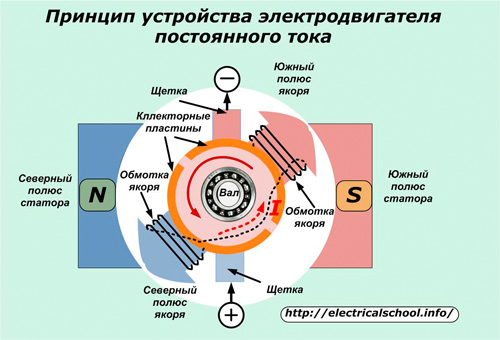 Принцип устройства электродвигателя
постоянного тока
Южный
полюс
якоря
Щетка
Кллекторные
пластины
Северный
полюс
статора
N
Обмотка
якоря
Вал
I
Обмотка
якоря
S
Южный
полюс
статора
Северный
полюс
якоря
Щетка
http://electricalschool.info/